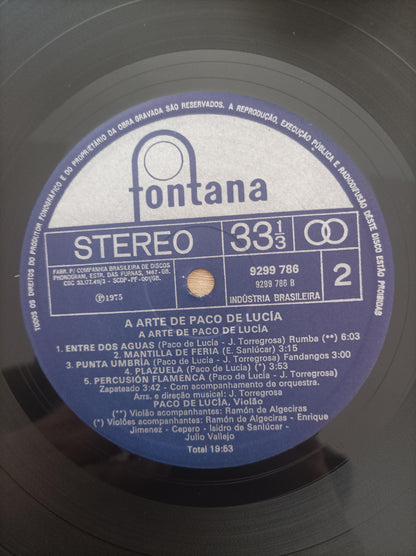 TODOS OS DIREITOS DO PRODUTOR FONOGRÁFICO E DO PROPRIETÁRIO DA OBRA GRAVADA SÃO RESERVADOS. A REPRODUÇÃO, EXECUÇÃO PÚBLICA E RADIODIFUSÃO DESTE DISCO ESTÃO PROIBIDAS
fontana
STEREO
33 1/3
FABR. P/ COMPANHIA BRASILEIRA DE DISCOS
PHONOGRAM, ESTR. DAS FURNAS, 1467-GB.
Ⓟ1975
9299 786
9299 786 B
INDÚSTRIA BRASILEIRA
2
A ARTE DE PACO DE LUCÍA
A ARTE DE PACO DE LUCÍA
1. ENTRE DOS AGUAS (Paco de Lucía - J. Torregrosa) Rumba (**) 6:03
2. MANTILLA DE FERIA (E. Sanlúcar) 3:15
3. PUNTA UMBRÍA (Paco de Lucía - J. Torregrosa) Fandangos 3:00
4. PLAZUELA (Paco de Lucía) (*) 3:53
5. PERCUSIÓN FLAMENCA (Paco de Lucía - J. Torregrosa)
Zapateado 3:42 - Com acompanhamento de orquestra.
Arrs. e direção musical: J. Torregrosa
PACO DE LUCÍA, Violão
(**) Violão acompanhantes: Ramón de Algeciras
(*) Violões acompanhantes: Ramón de Algeciras - Enrique
Jimenez - Cepero - Isidro de Sanlúcar -
Julio Vallejo
Total 19:53